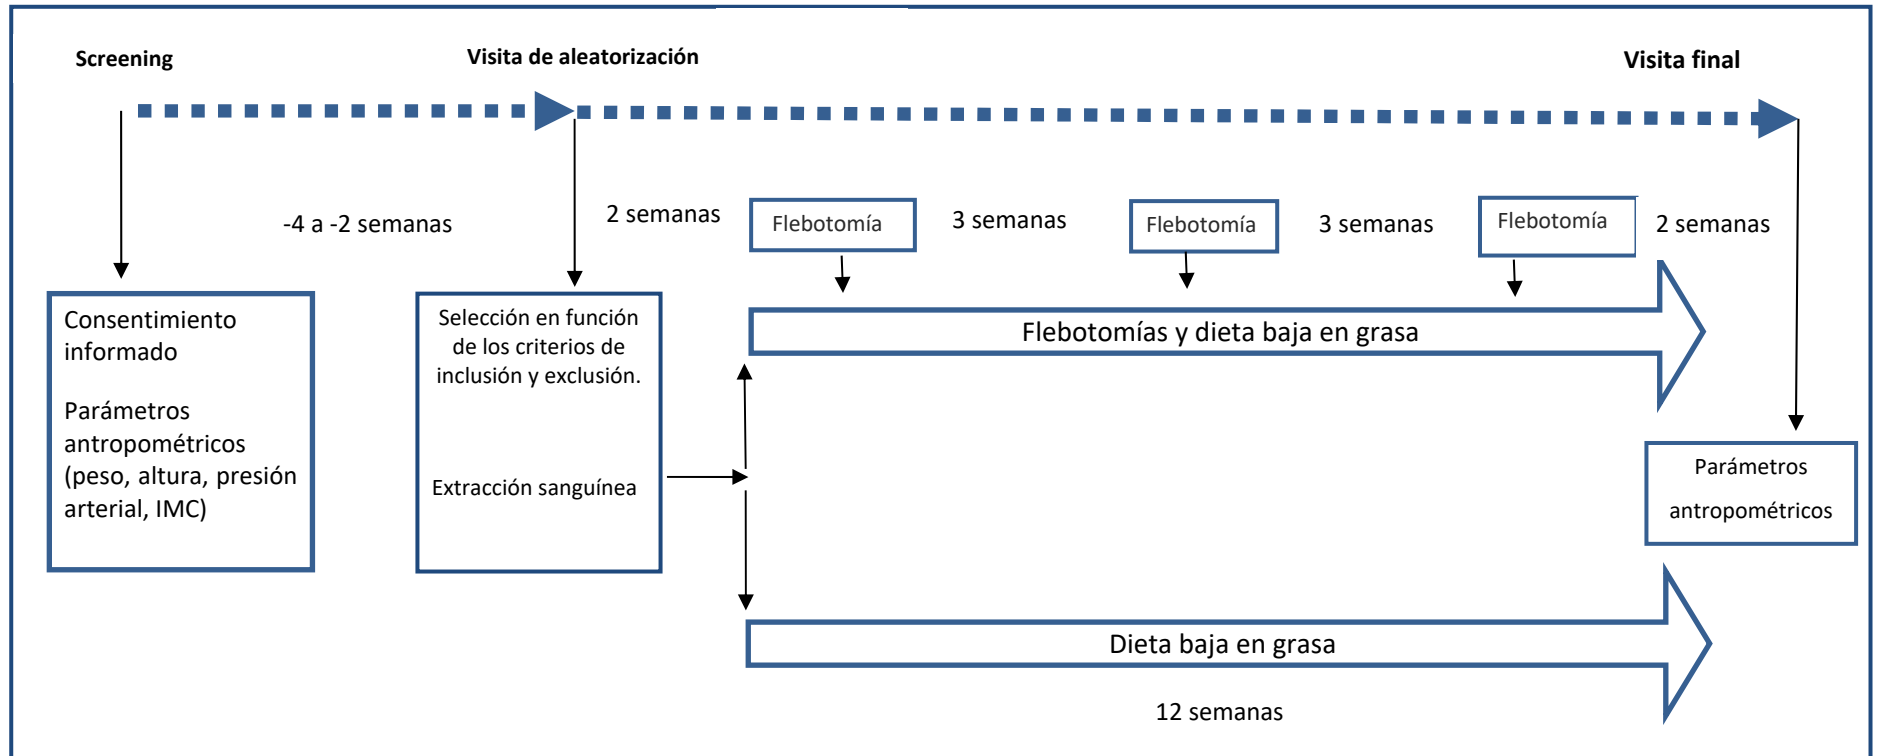 Screening
Visita de aleatorización
Visita final
-4 a -2 semanas
2 semanas
Flebotomía
3 semanas
Flebotomía
3 semanas
Flebotomía
2 semanas
Consentimiento
informado
Parámetros
antropométricos
(peso, altura, presión
arterial, IMC)
Selección en función
de los criterios de
inclusión y exclusión.
Extracción sanguínea
Flebotomías y dieta baja en grasa
Parámetros
antropométricos
Dieta baja en grasa
12 semanas